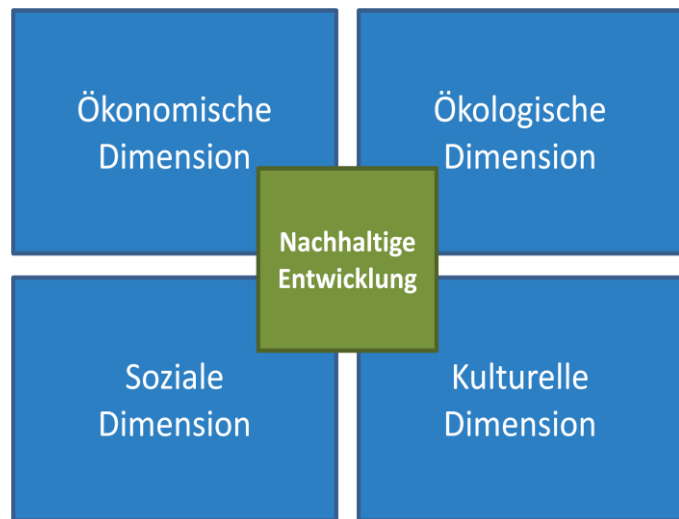 Ökonomische
Dimension
Ökologische
Dimension
Nachhaltige
Entwicklung
Soziale
Dimension
Kulturelle
Dimension